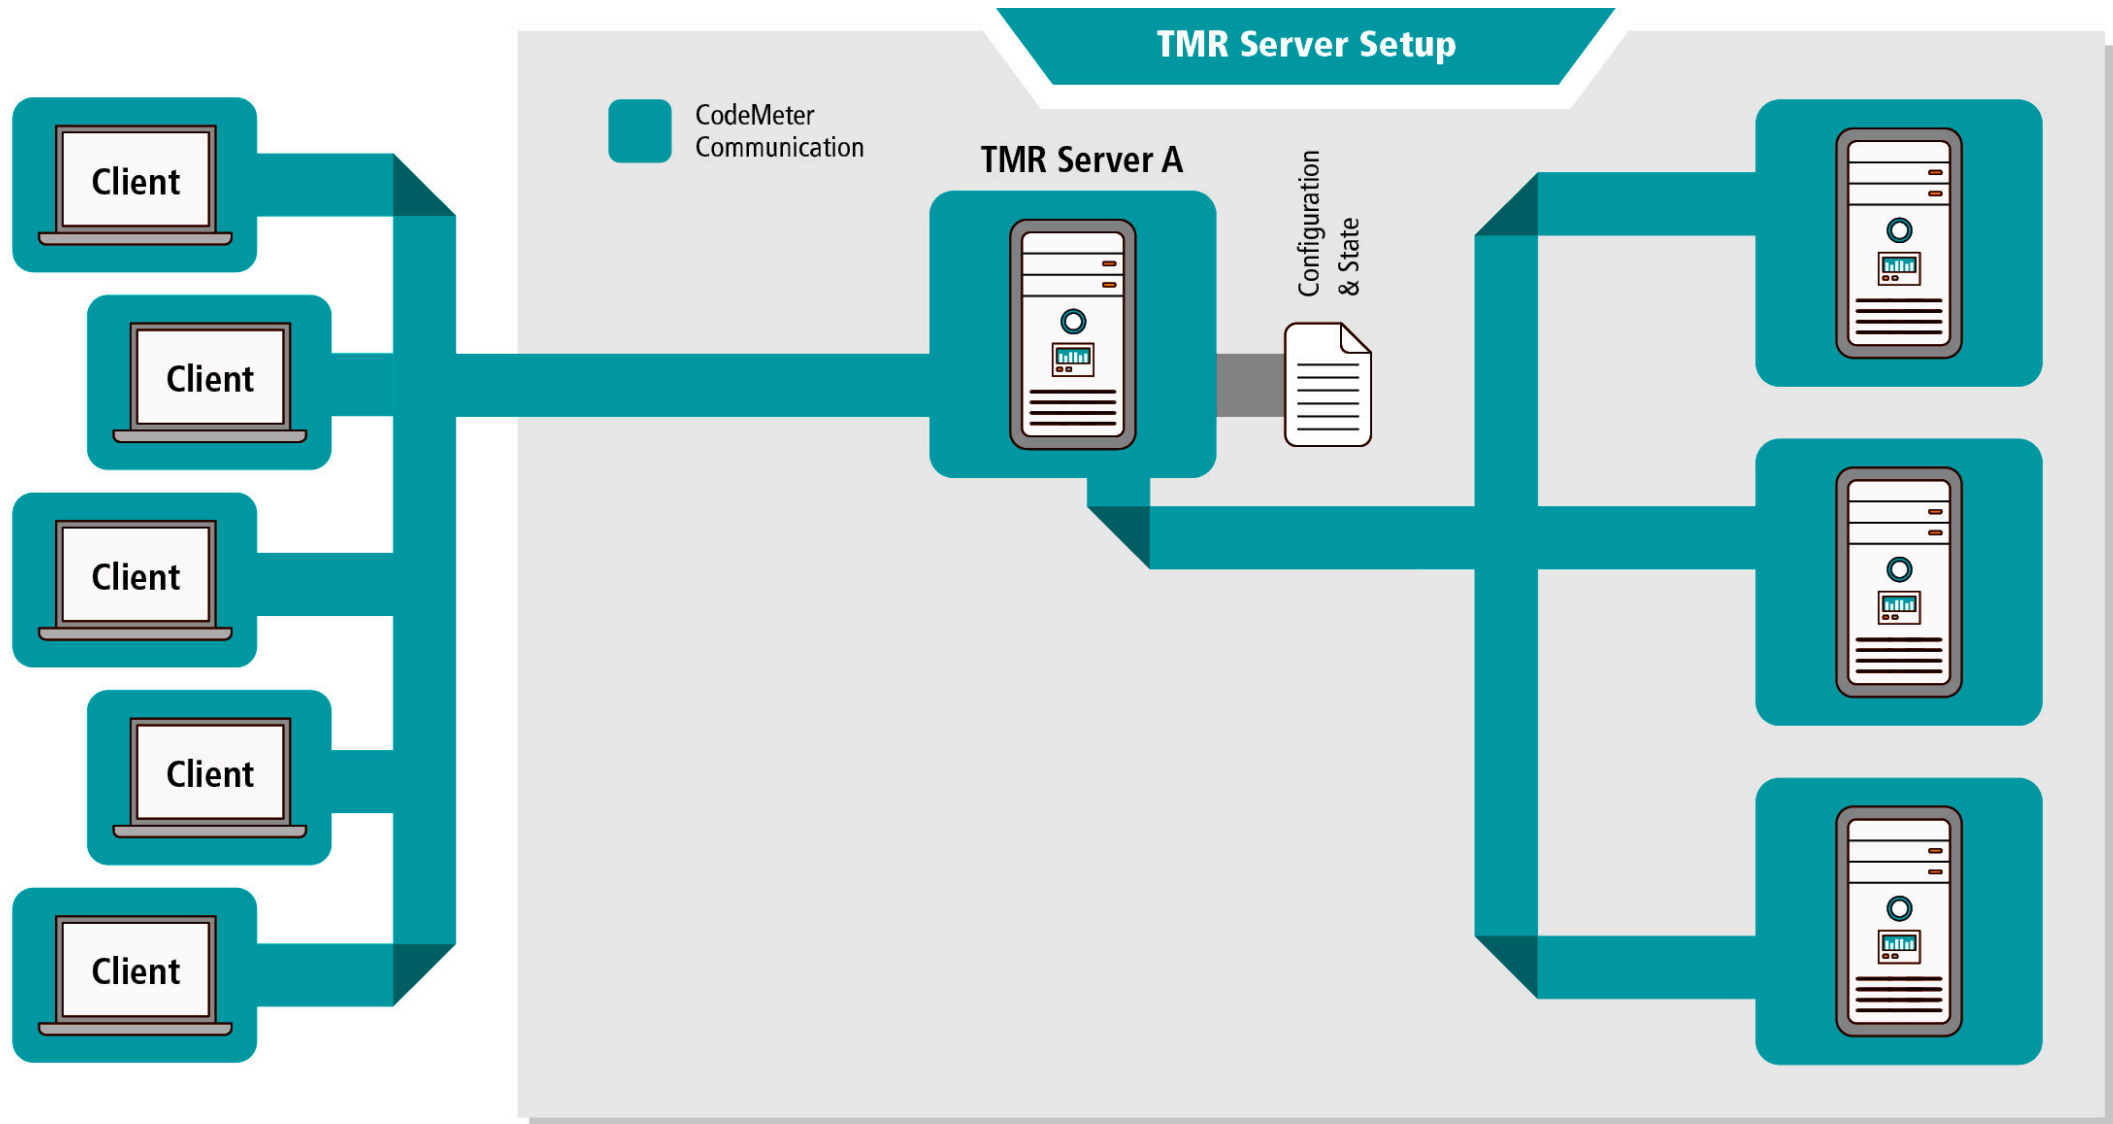 TMR Server Setup
CodeMeter
Communication
TMR Server A
Configuration
& State
Client
Client
Client
Client
Client